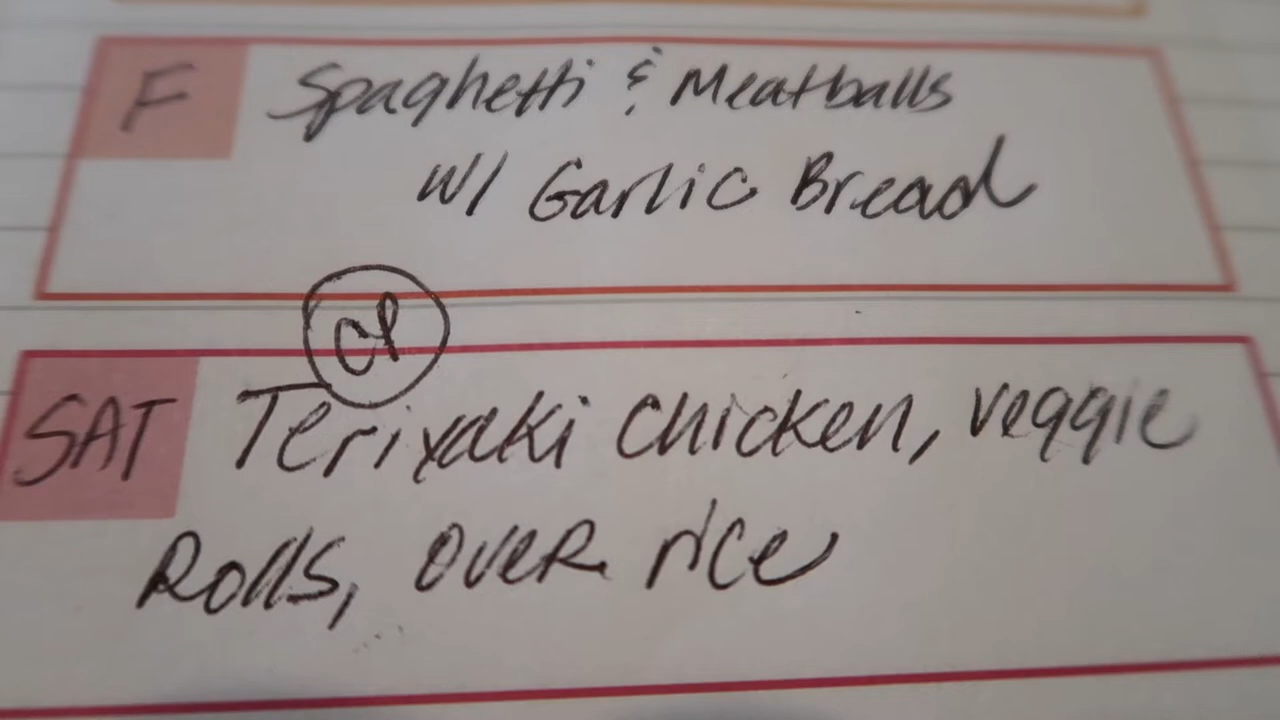 F Spaghetti & Meatballs
w/ Garlic Bread
CP
SAT Teriyaki chicken, veggie
Rolls, over rice